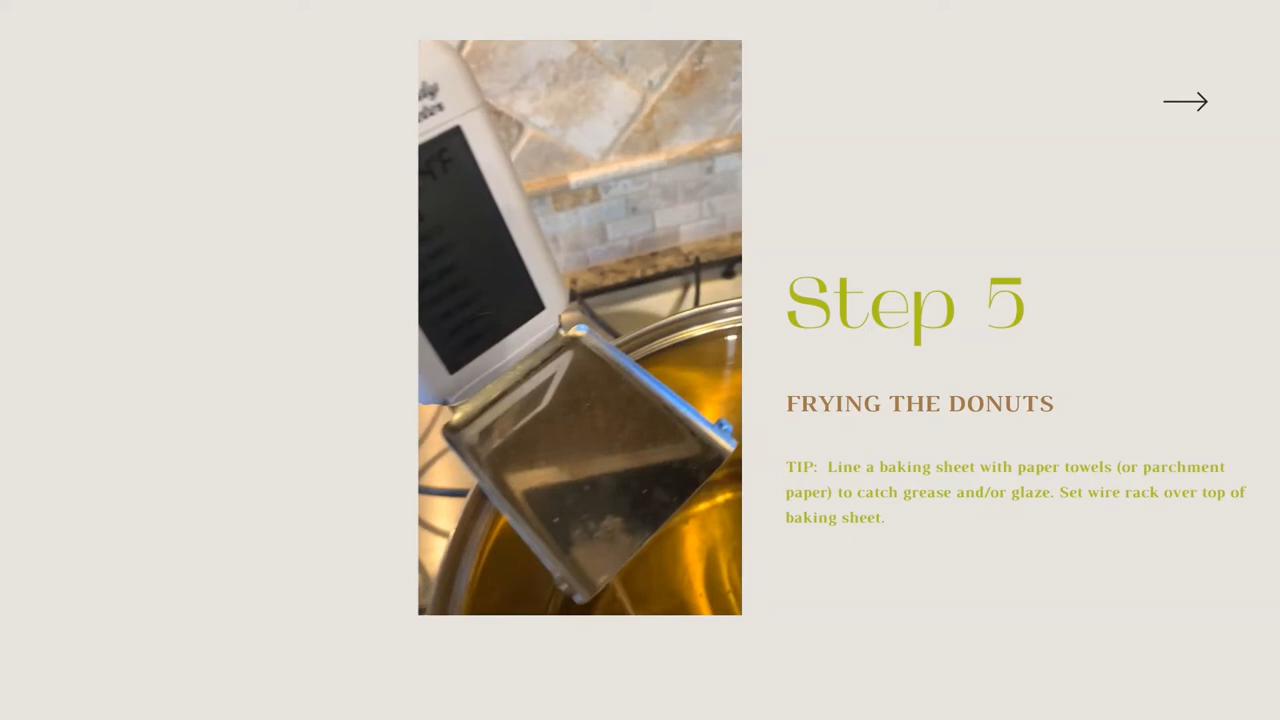 Step 5
FRYING THE DONUTS
TIP: Line a baking sheet with paper towels (or parchment
paper) to catch grease and/or glaze. Set wire rack over top of
baking sheet.